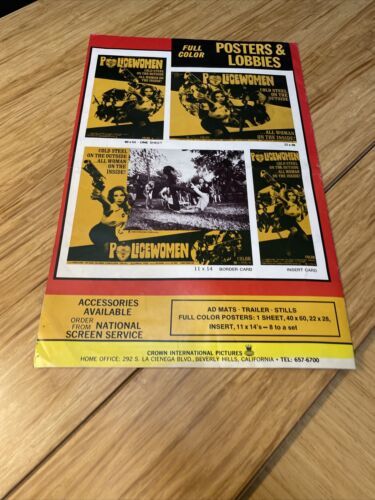 FULL
COLOR
POSTERS &
LOBBIES
POLICEWOMEN
COLD STEEL
ON THE OUTSIDE
ALL WOMAN
ON THE INSIDE!
ONE SHEET
POLICEWOMEN
COLD STEEL
ON THE
OUTSIDE
ALL WOMAN
ON THE
INSIDE!
COLD STEEL
ON THE OUTSIDE
ALL WOMAN
ON THE
INSIDE!
POLICEWOMEN
COLOR
11 x 14 BORDER CARD
POLICEWOMEN
COLD STEEL
ON THE OUTSIDE
ALL WOMAN
ON THE INSIDE!
COLOR
INSERT CARD
ACCESSORIES
AVAILABLE
ORDER
FROM NATIONAL
SCREEN SERVICE
AD MATS · TRAILER · STILLS
FULL COLOR POSTERS: 1 SHEET, 40 x 60, 22 x 28,
INSERT, 11 x 14's — 8 to a set
CROWN INTERNATIONAL PICTURES
HOME OFFICE: 292 S. LA CIENEGA BLVD., BEVERLY HILLS, CALIFORNIA · TEL: 657-6700